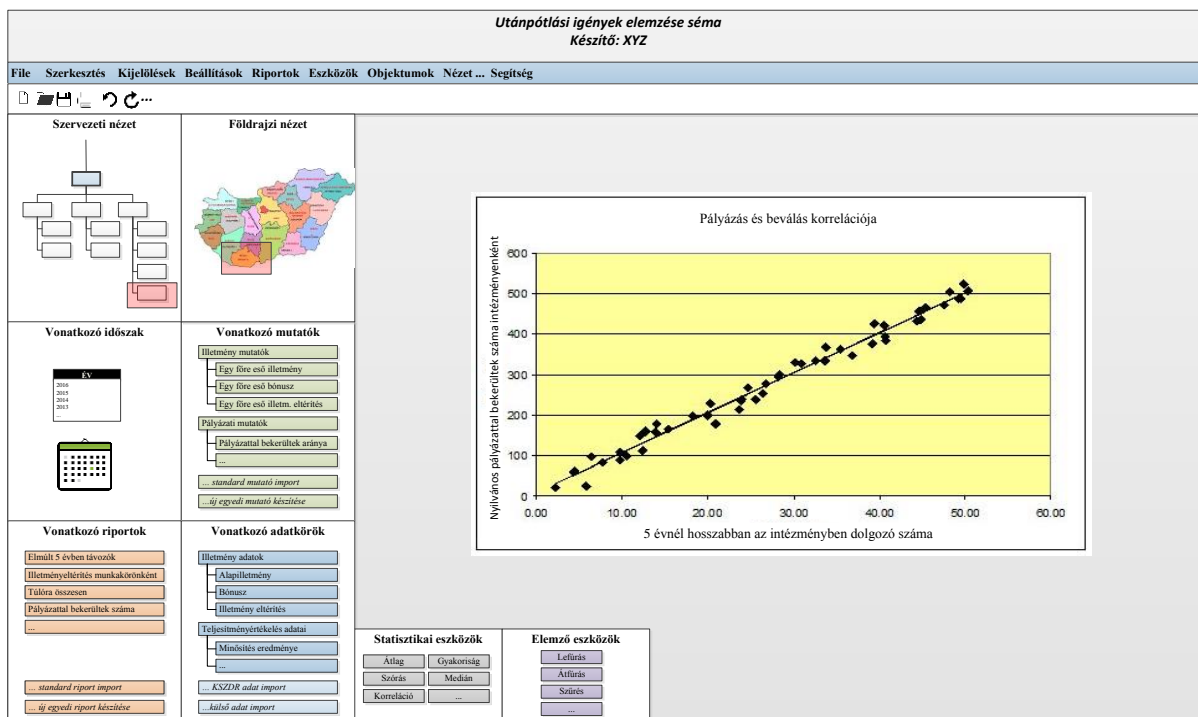 Utánpótlási igények elemzése séma
Készítő: XYZ
File Szerkesztés Kijelölések Beállítások Riportok Eszközök Objektumok Nézet ... Segítség
...
Szervezeti nézet
Földrajzi nézet
Vonatkozó időszak
ÉV
2016
2015
2014
2013
...
Vonatkozó mutatók
Illetmény mutatók
Egy főre eső illetmény
Egy főre eső bónusz
Egy főre eső illetm. eltérítés
Pályázati mutatók
Pályázattal bekerültek aránya
...
... standard mutató import
...új egyedi mutató készítése
Vonatkozó riportok
Elmúlt 5 évben távozók
Illetményeltérítés munkakörönként
Túlóra összesen
Pályázattal bekerültek száma
...
... standard riport import
... új egyedi riport készítése
Vonatkozó adatkörök
Illetmény adatok
Alapilletmény
Bónusz
Illetmény eltérítés
Teljesítményértékelés adatai
Minősítés eredménye
...
... KSZDR adat import
...külső adat import
Pályázás és beválás korrelációja
Nyilvános pályázattal bekerültek száma intézményenként
600
500
400
300
200
100
0
0.00 10.00 20.00 30.00 40.00 50.00 60.00
5 évnél hosszabban az intézményben dolgozó száma
Statisztikai eszközök
Átlag Gyakoriság
Szórás Medián
Korreláció ...
Elemző eszközök
Lefúrás
Átfúrás
Szűrés
...